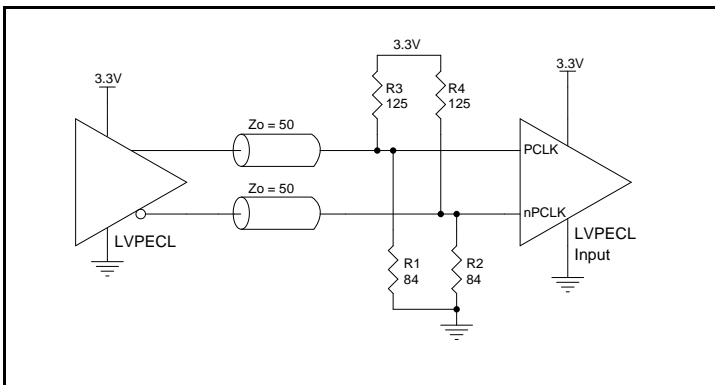 3.3V
3.3V
3.3V
R3
125
R4
125
Zo = 50
PCLK
Zo = 50
nPCLK
LVPECL
LVPECL
Input
R1
84
R2
84